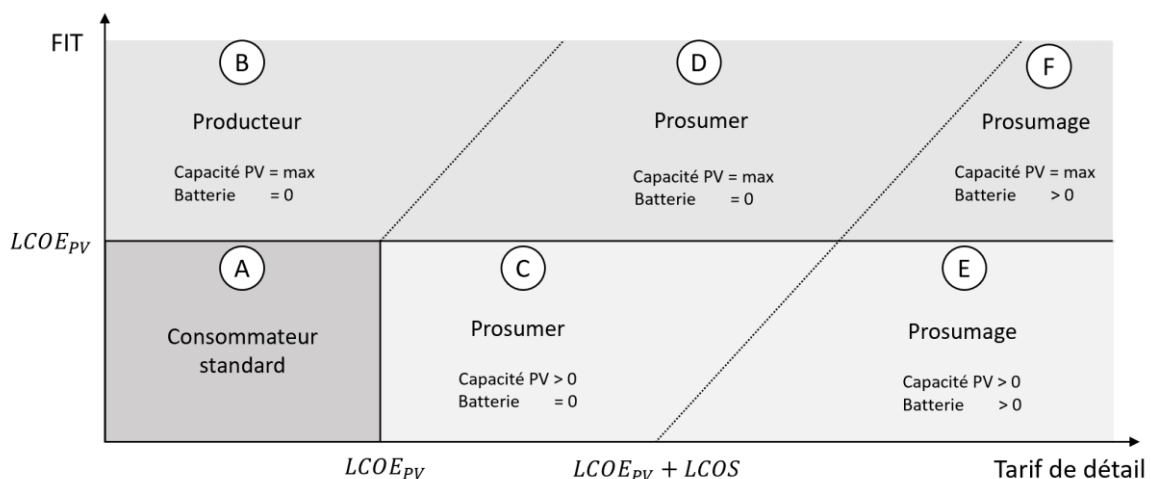 FIT
B
Producteur
Capacité PV = max
Batterie = 0
D
Prosumer
Capacité PV = max
Batterie = 0
F
Prosumage
Capacité PV = max
Batterie > 0
LCOE_PV
A
Consommateur
standard
C
Prosumer
Capacité PV > 0
Batterie = 0
E
Prosumage
Capacité PV > 0
Batterie > 0
LCOE_PV
LCOE_PV + LCOS
Tarif de détail